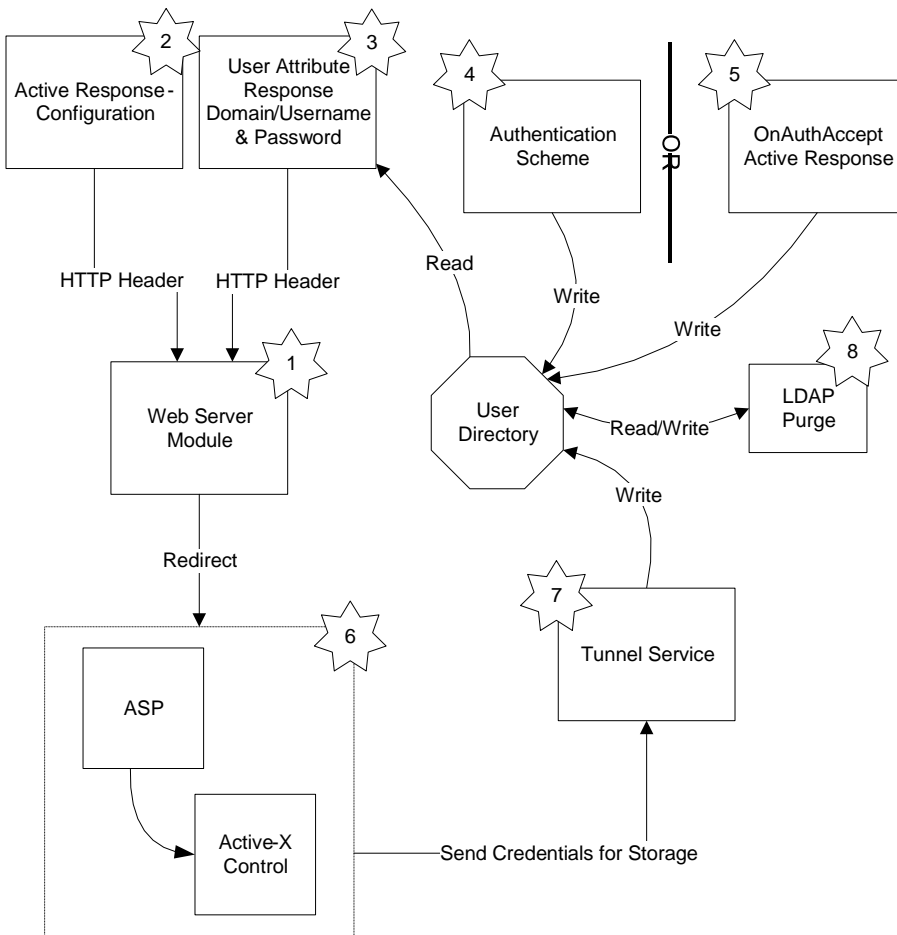 2
Active Response -
Configuration
3
User Attribute
Response
Domain/Username
& Password
4
Authentication
Scheme
OR
5
OnAuthAccept
Active Response
HTTP Header
HTTP Header
Read
Write
Write
1
Web Server
Module
User
Directory
Read/Write
8
LDAP
Purge
Write
Redirect
7
Tunnel Service
6
ASP
Active-X
Control
Send Credentials for Storage